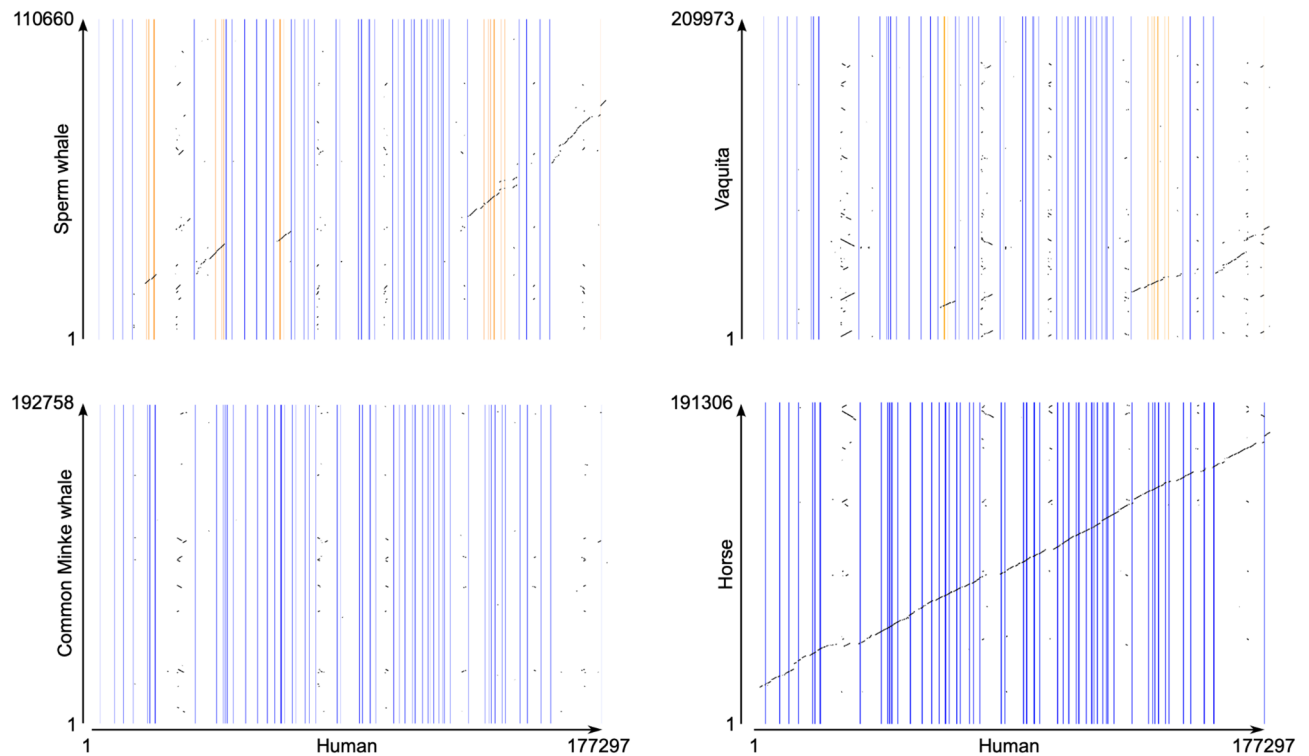 110660
Sperm whale
1
209973
Vaquita
1
192758
Common Minke whale
1
1
Human
177297
191306
Horse
1
1
Human
177297